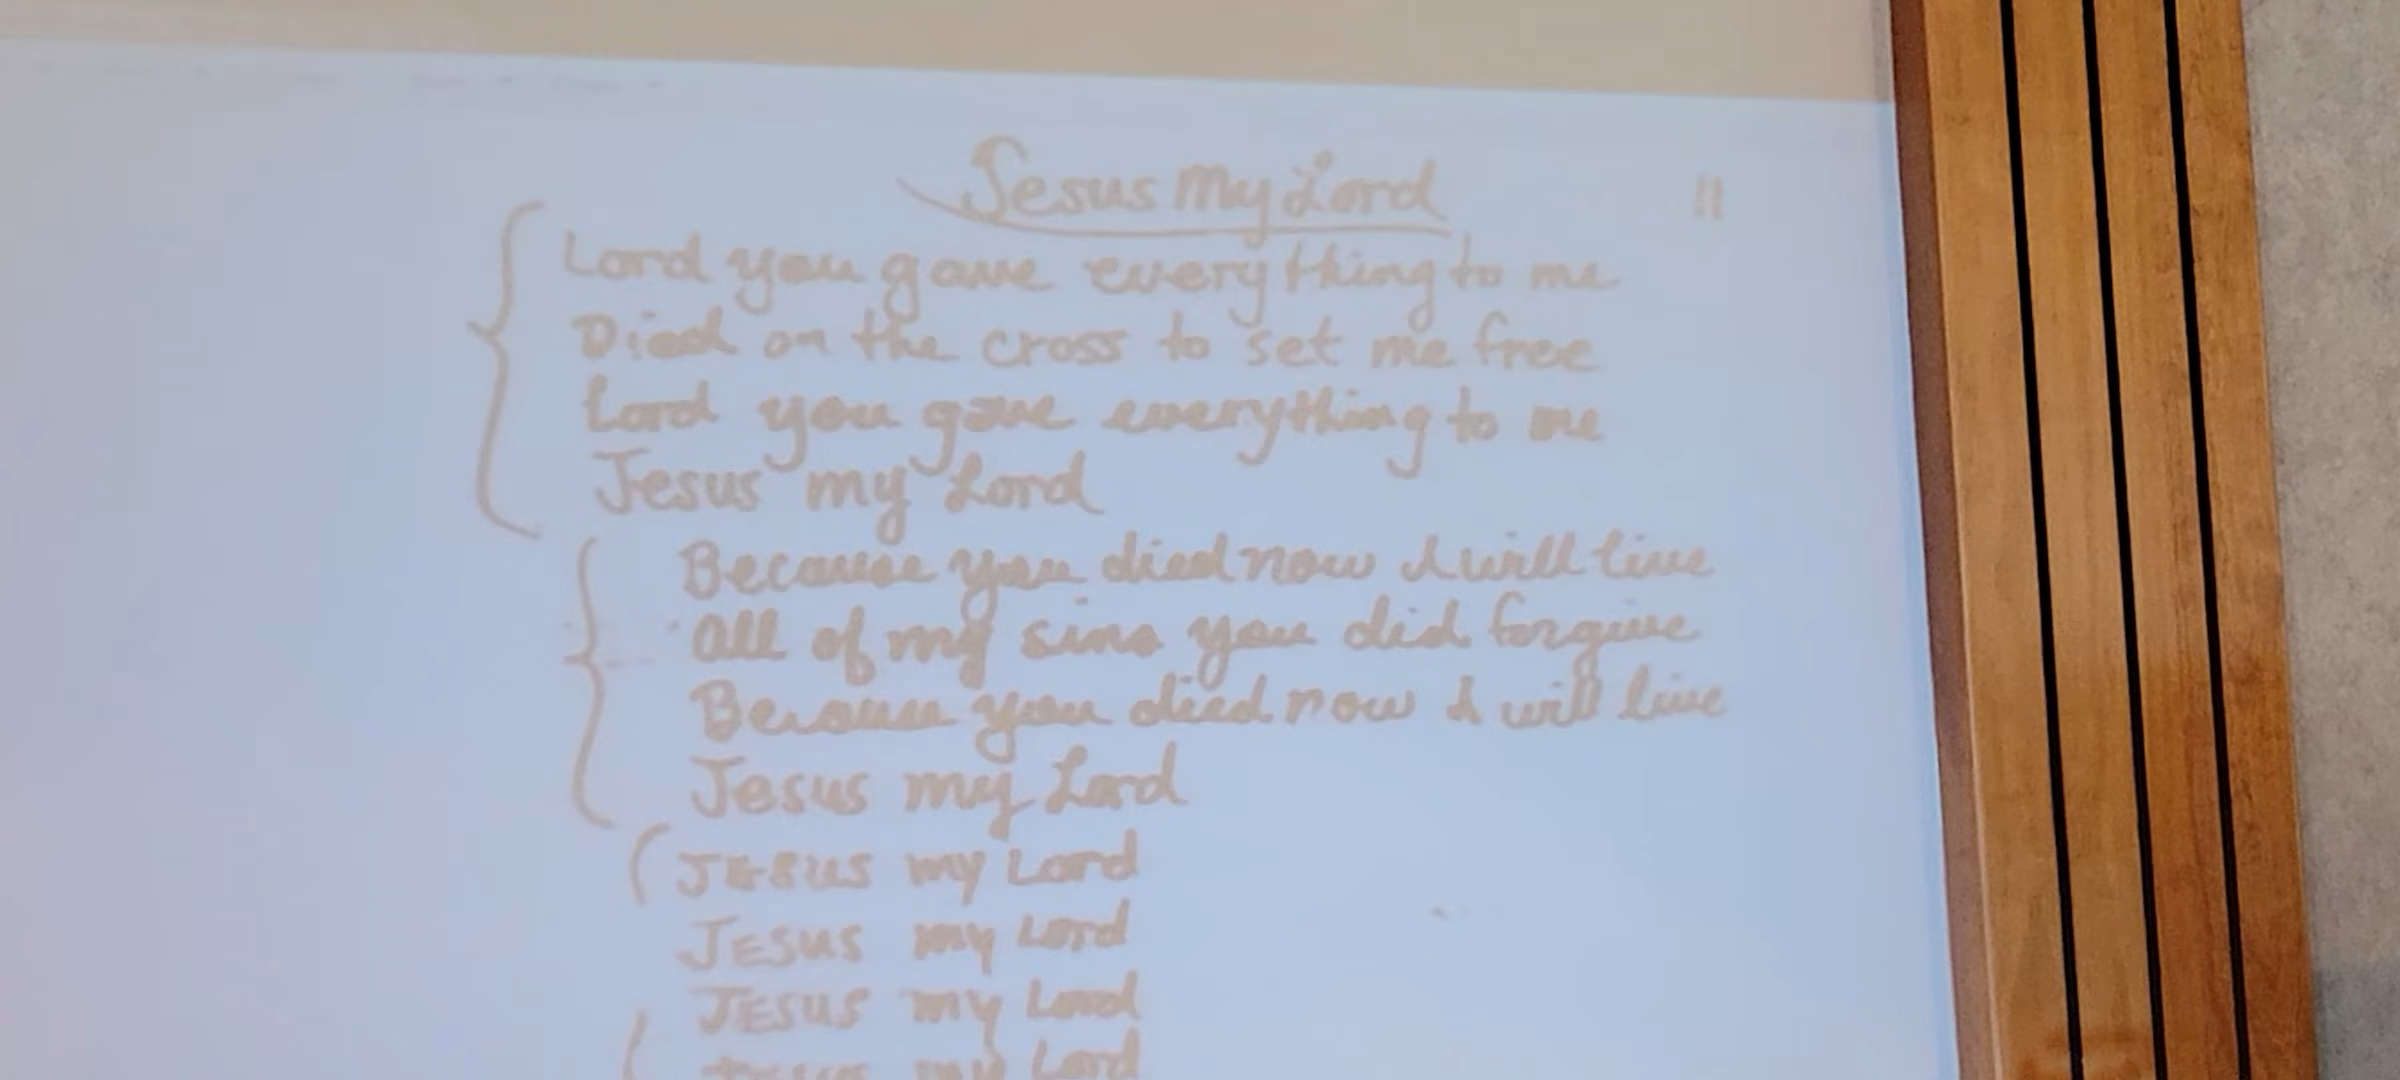 Jesus My Lord 11
Lord you gave everything to me
Died on the cross to set me free
Lord you gave everything to me
Jesus my Lord
Because you died now I will live
All of my sins you did forgive
Because you died now I will live
Jesus my Lord
JESUS my Lord
JESUS my Lord
JESUS my Lord
Jesus my Lord